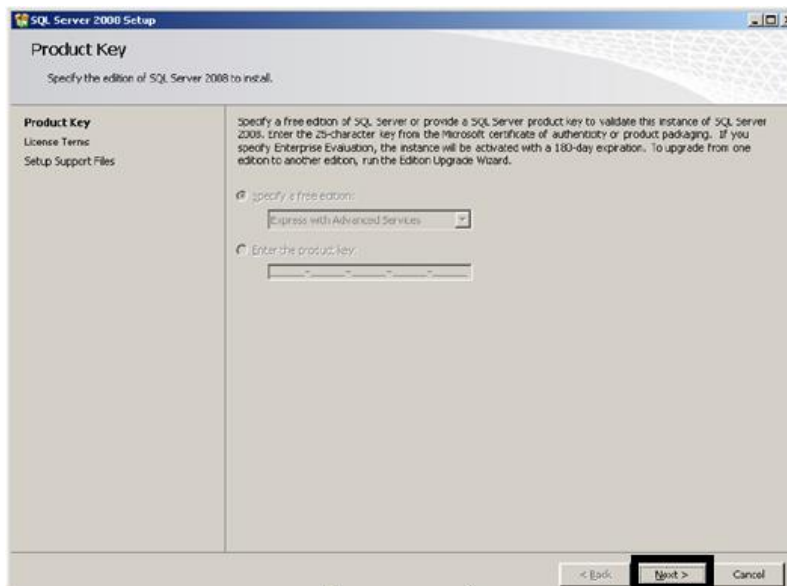 SQL Server 2008 Setup
Product Key
Specify the edition of SQL Server 2008 to install.
Product Key
License Terms
Setup Support Files
Specify a free edition of SQL Server or provide a SQL Server product key to validate this instance of SQL Server
2008. Enter the 25-character key from the Microsoft certificate of authenticity or product packaging. If you
specify Enterprise Evaluation, the instance will be activated with a 180-day expiration. To upgrade from one
edition to another edition, run the Edition Upgrade Wizard.
Specify a free edition:
Express with Advanced Services
Enter the product key:
_____-_____-_____-_____-_____
< Back
Next >
Cancel